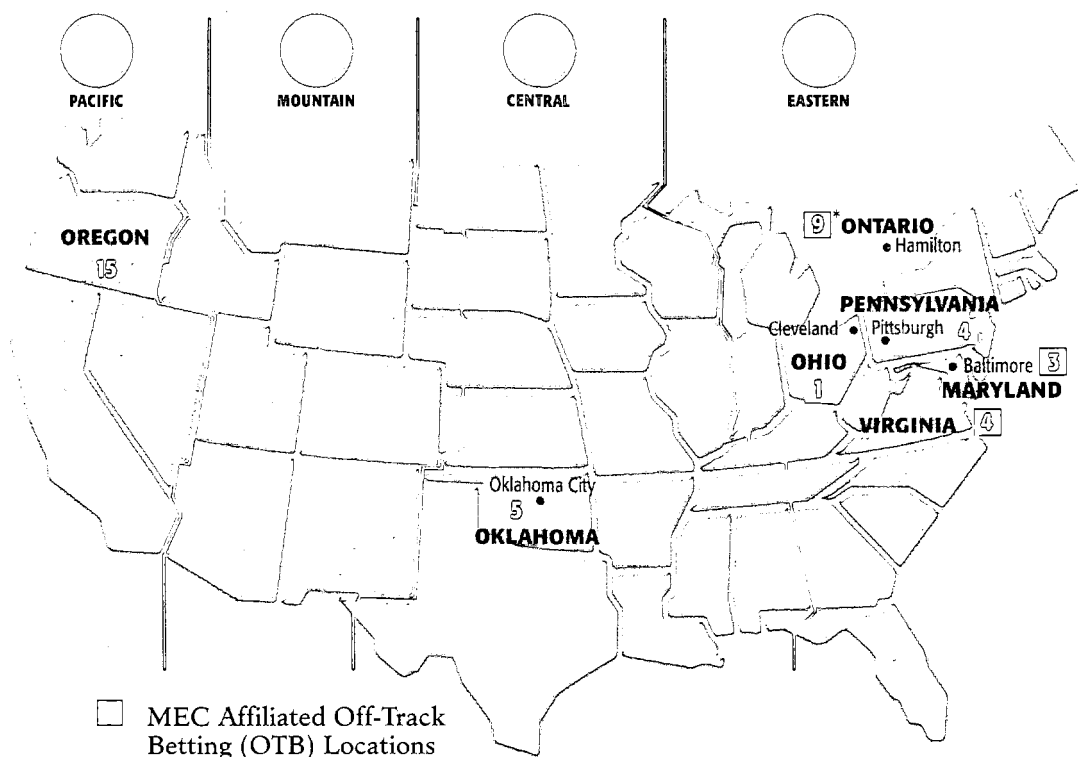 PACIFIC
MOUNTAIN
CENTRAL
EASTERN
9* ONTARIO
Hamilton
OREGON
15
PENNSYLVANIA
4
Cleveland
Pittsburgh
OHIO
1
Baltimore 3
MARYLAND
VIRGINIA 4
Oklahoma City
5
OKLAHOMA
MEC Affiliated Off-Track
Betting (OTB) Locations